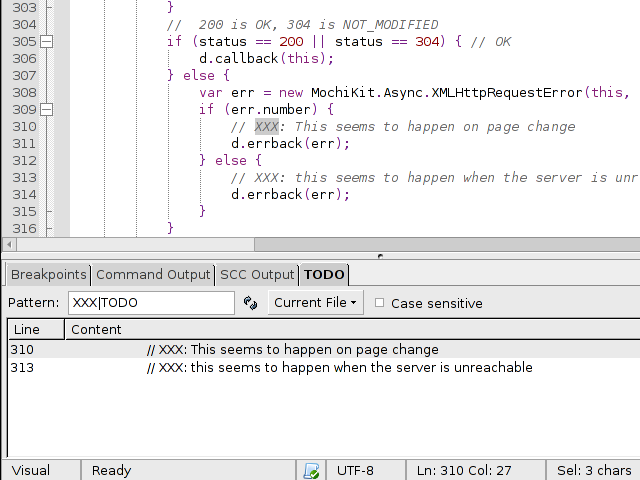 303 }
304 // 200 is OK, 304 is NOT_MODIFIED
305 if (status == 200 || status == 304) { // OK
306 d.callback(this);
307 } else {
308 var err = new MochiKit.Async.XMLHttpRequestError(this,
309 if (err.number) {
310 // XXX: This seems to happen on page change
311 d.errback(err);
312 } else {
313 // XXX: this seems to happen when the server is unr
314 d.errback(err);
315 }
316 }
Breakpoints Command Output SCC Output TODO
Pattern: XXX|TODO Current File Case sensitive
Line Content
310 // XXX: This seems to happen on page change
313 // XXX: this seems to happen when the server is unreachable
Visual Ready UTF-8 Ln: 310 Col: 27 Sel: 3 chars